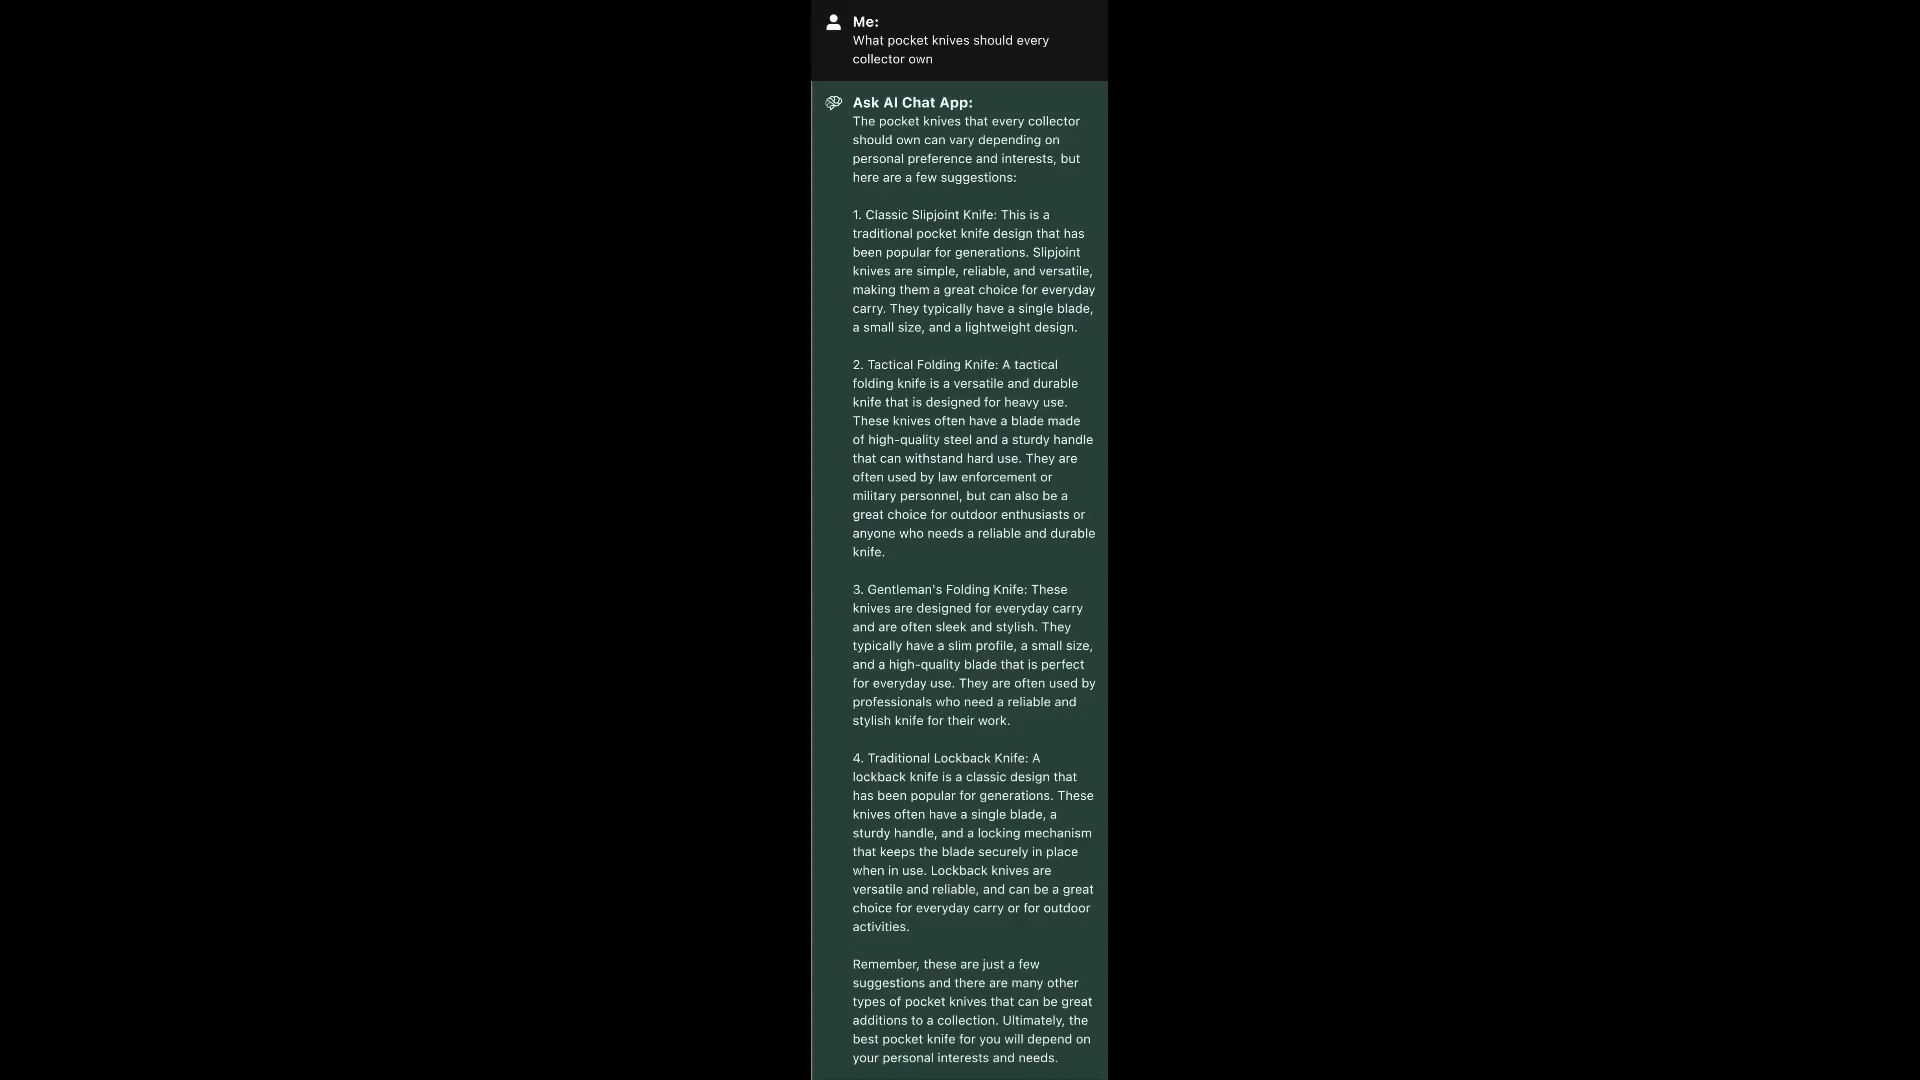 Me:
What pocket knives should every
collector own
Ask AI Chat App:
The pocket knives that every collector
should own can vary depending on
personal preference and interests, but
here are a few suggestions:
1. Classic Slipjoint Knife: This is a
traditional pocket knife design that has
been popular for generations. Slipjoint
knives are simple, reliable, and versatile,
making them a great choice for everyday
carry. They typically have a single blade,
a small size, and a lightweight design.
2. Tactical Folding Knife: A tactical
folding knife is a versatile and durable
knife that is designed for heavy use.
These knives often have a blade made
of high-quality steel and a sturdy handle
that can withstand hard use. They are
often used by law enforcement or
military personnel, but can also be a
great choice for outdoor enthusiasts or
anyone who needs a reliable and durable
knife.
3. Gentleman's Folding Knife: These
knives are designed for everyday carry
and are often sleek and stylish. They
typically have a slim profile, a small size,
and a high-quality blade that is perfect
for everyday use. They are often used by
professionals who need a reliable and
stylish knife for their work.
4. Traditional Lockback Knife: A
lockback knife is a classic design that
has been popular for generations. These
knives often have a single blade, a
sturdy handle, and a locking mechanism
that keeps the blade securely in place
when in use. Lockback knives are
versatile and reliable, and can be a great
choice for everyday carry or for outdoor
activities.
Remember, these are just a few
suggestions and there are many other
types of pocket knives that can be great
additions to a collection. Ultimately, the
best pocket knife for you will depend on
your personal interests and needs.